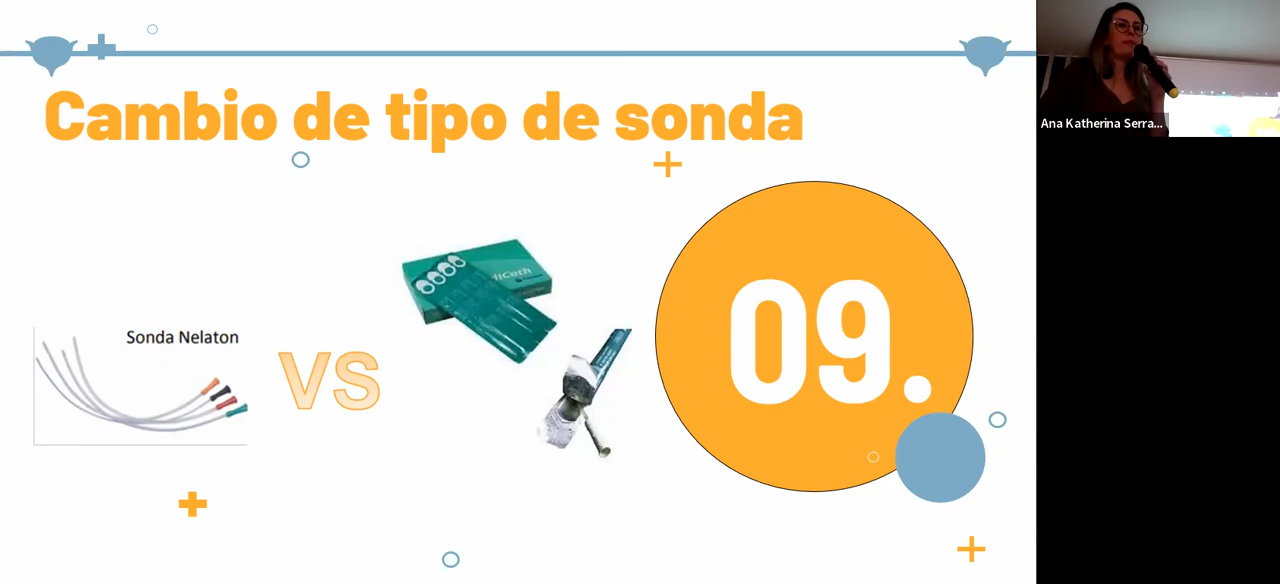 Cambio de tipo de sonda
Sonda Nelaton
VS
09.
Ana Katherina Serra...